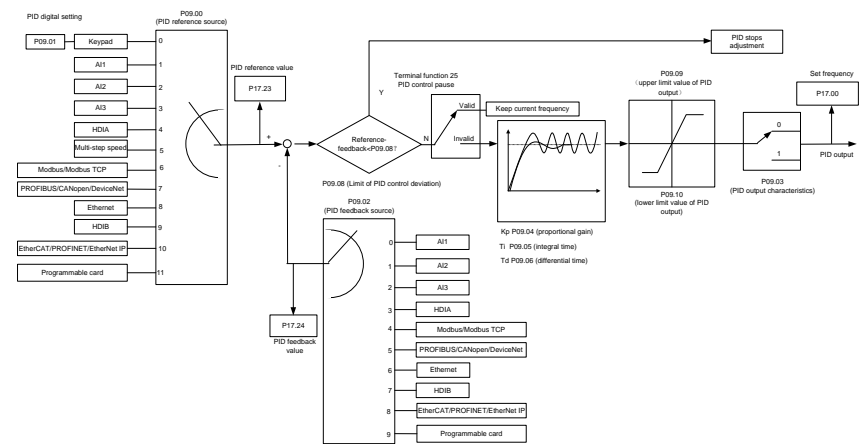 PID digital setting
P09.00
(PID reference source)
P09.01
Keypad
0
AI1
1
AI2
2
AI3
3
HDIA
4
Multi-step speed
5
Modbus/Modbus TCP
6
PROFIBUS/CANopen/DeviceNet
7
Ethernet
8
HDIB
9
EtherCAT/PROFINET/EtherNet IP
10
Programmable card
11
PID reference value
P17.23
+
-
Y
Reference-
feedback<P09.08?
N
P09.08 (Limit of PID control deviation)
PID stops
adjustment
Terminal function 25
PID control pause
Valid
Keep current frequency
Invalid
Kp P09.04 (proportional gain)
Ti P09.05 (integral time)
Td P09.06 (differential time)
P09.09
(upper limit value of PID
output)
P09.10
(lower limit value of PID
output)
0
1
P09.03
(PID output characteristics)
Set frequency
P17.00
PID output
P09.02
(PID feedback source)
0
AI1
1
AI2
2
AI3
3
HDIA
4
Modbus/Modbus TCP
5
PROFIBUS/CANopen/DeviceNet
6
Ethernet
7
HDIB
8
EtherCAT/PROFINET/EtherNet IP
9
Programmable card
P17.24
PID feedback
value